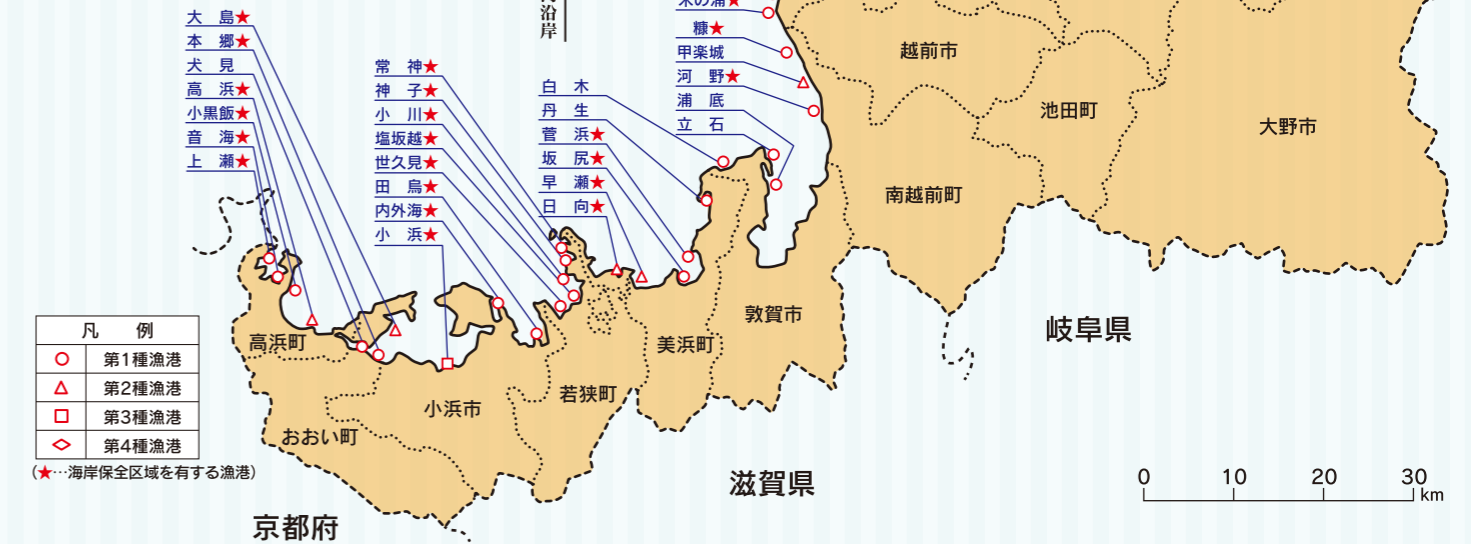 大　島★
本　郷★
犬　見
高　浜★
小黒飯★
音　海★
上　瀬★
常　神★
神　子★
小　川★
塩坂越★
世久見★
田　烏★
内外海★
小　浜★
沿岸
白　木
丹　生
菅　浜★
坂　尻★
早　瀬★
日　向★
糠★
甲楽城
河　野★
浦　底
立　石
越前市
池田町
大野市
南越前町
敦賀市
美浜町
若狭町
小浜市
高浜町
おおい町
岐阜県
滋賀県
京都府
凡　例
第1種漁港
第2種漁港
第3種漁港
第4種漁港
(★…海岸保全区域を有する漁港)
0 10 20 30
km